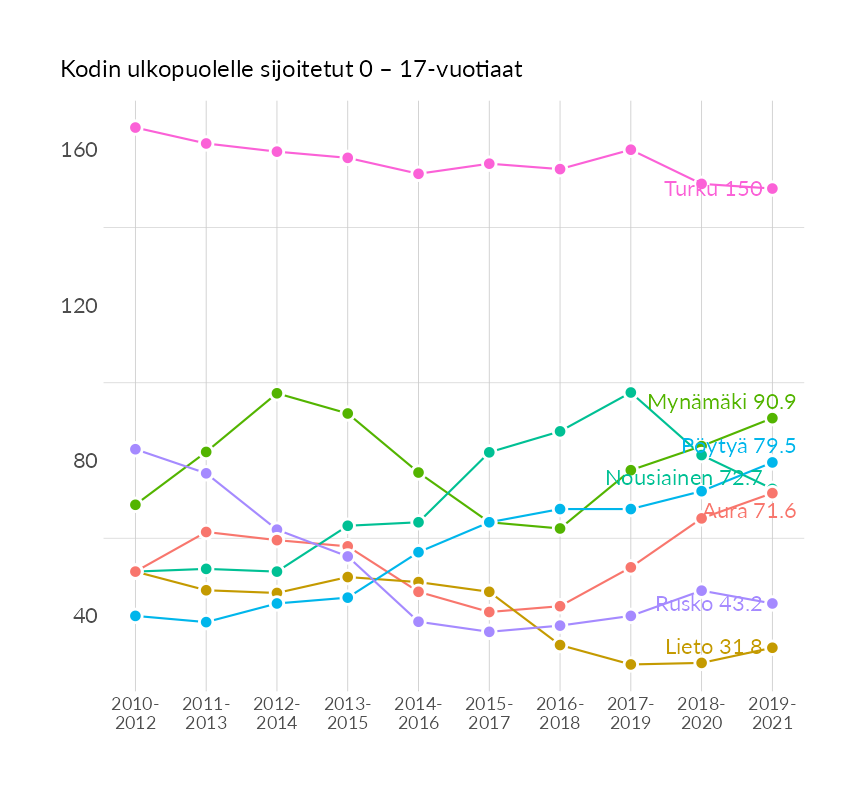 Kodin ulkopuolelle sijoitetut 0 – 17-vuotiaat
160
Turku 150
120
Mynämäki 90.9
Pöytyä 79.5
80
Nousiainen 72.7
Aura 71.6
Rusko 43.2
40
Lieto 31.8
2010- 2011- 2012- 2013- 2014- 2015- 2016- 2017- 2018- 2019-
2012 2013 2014 2015 2016 2017 2018 2019 2020 2021